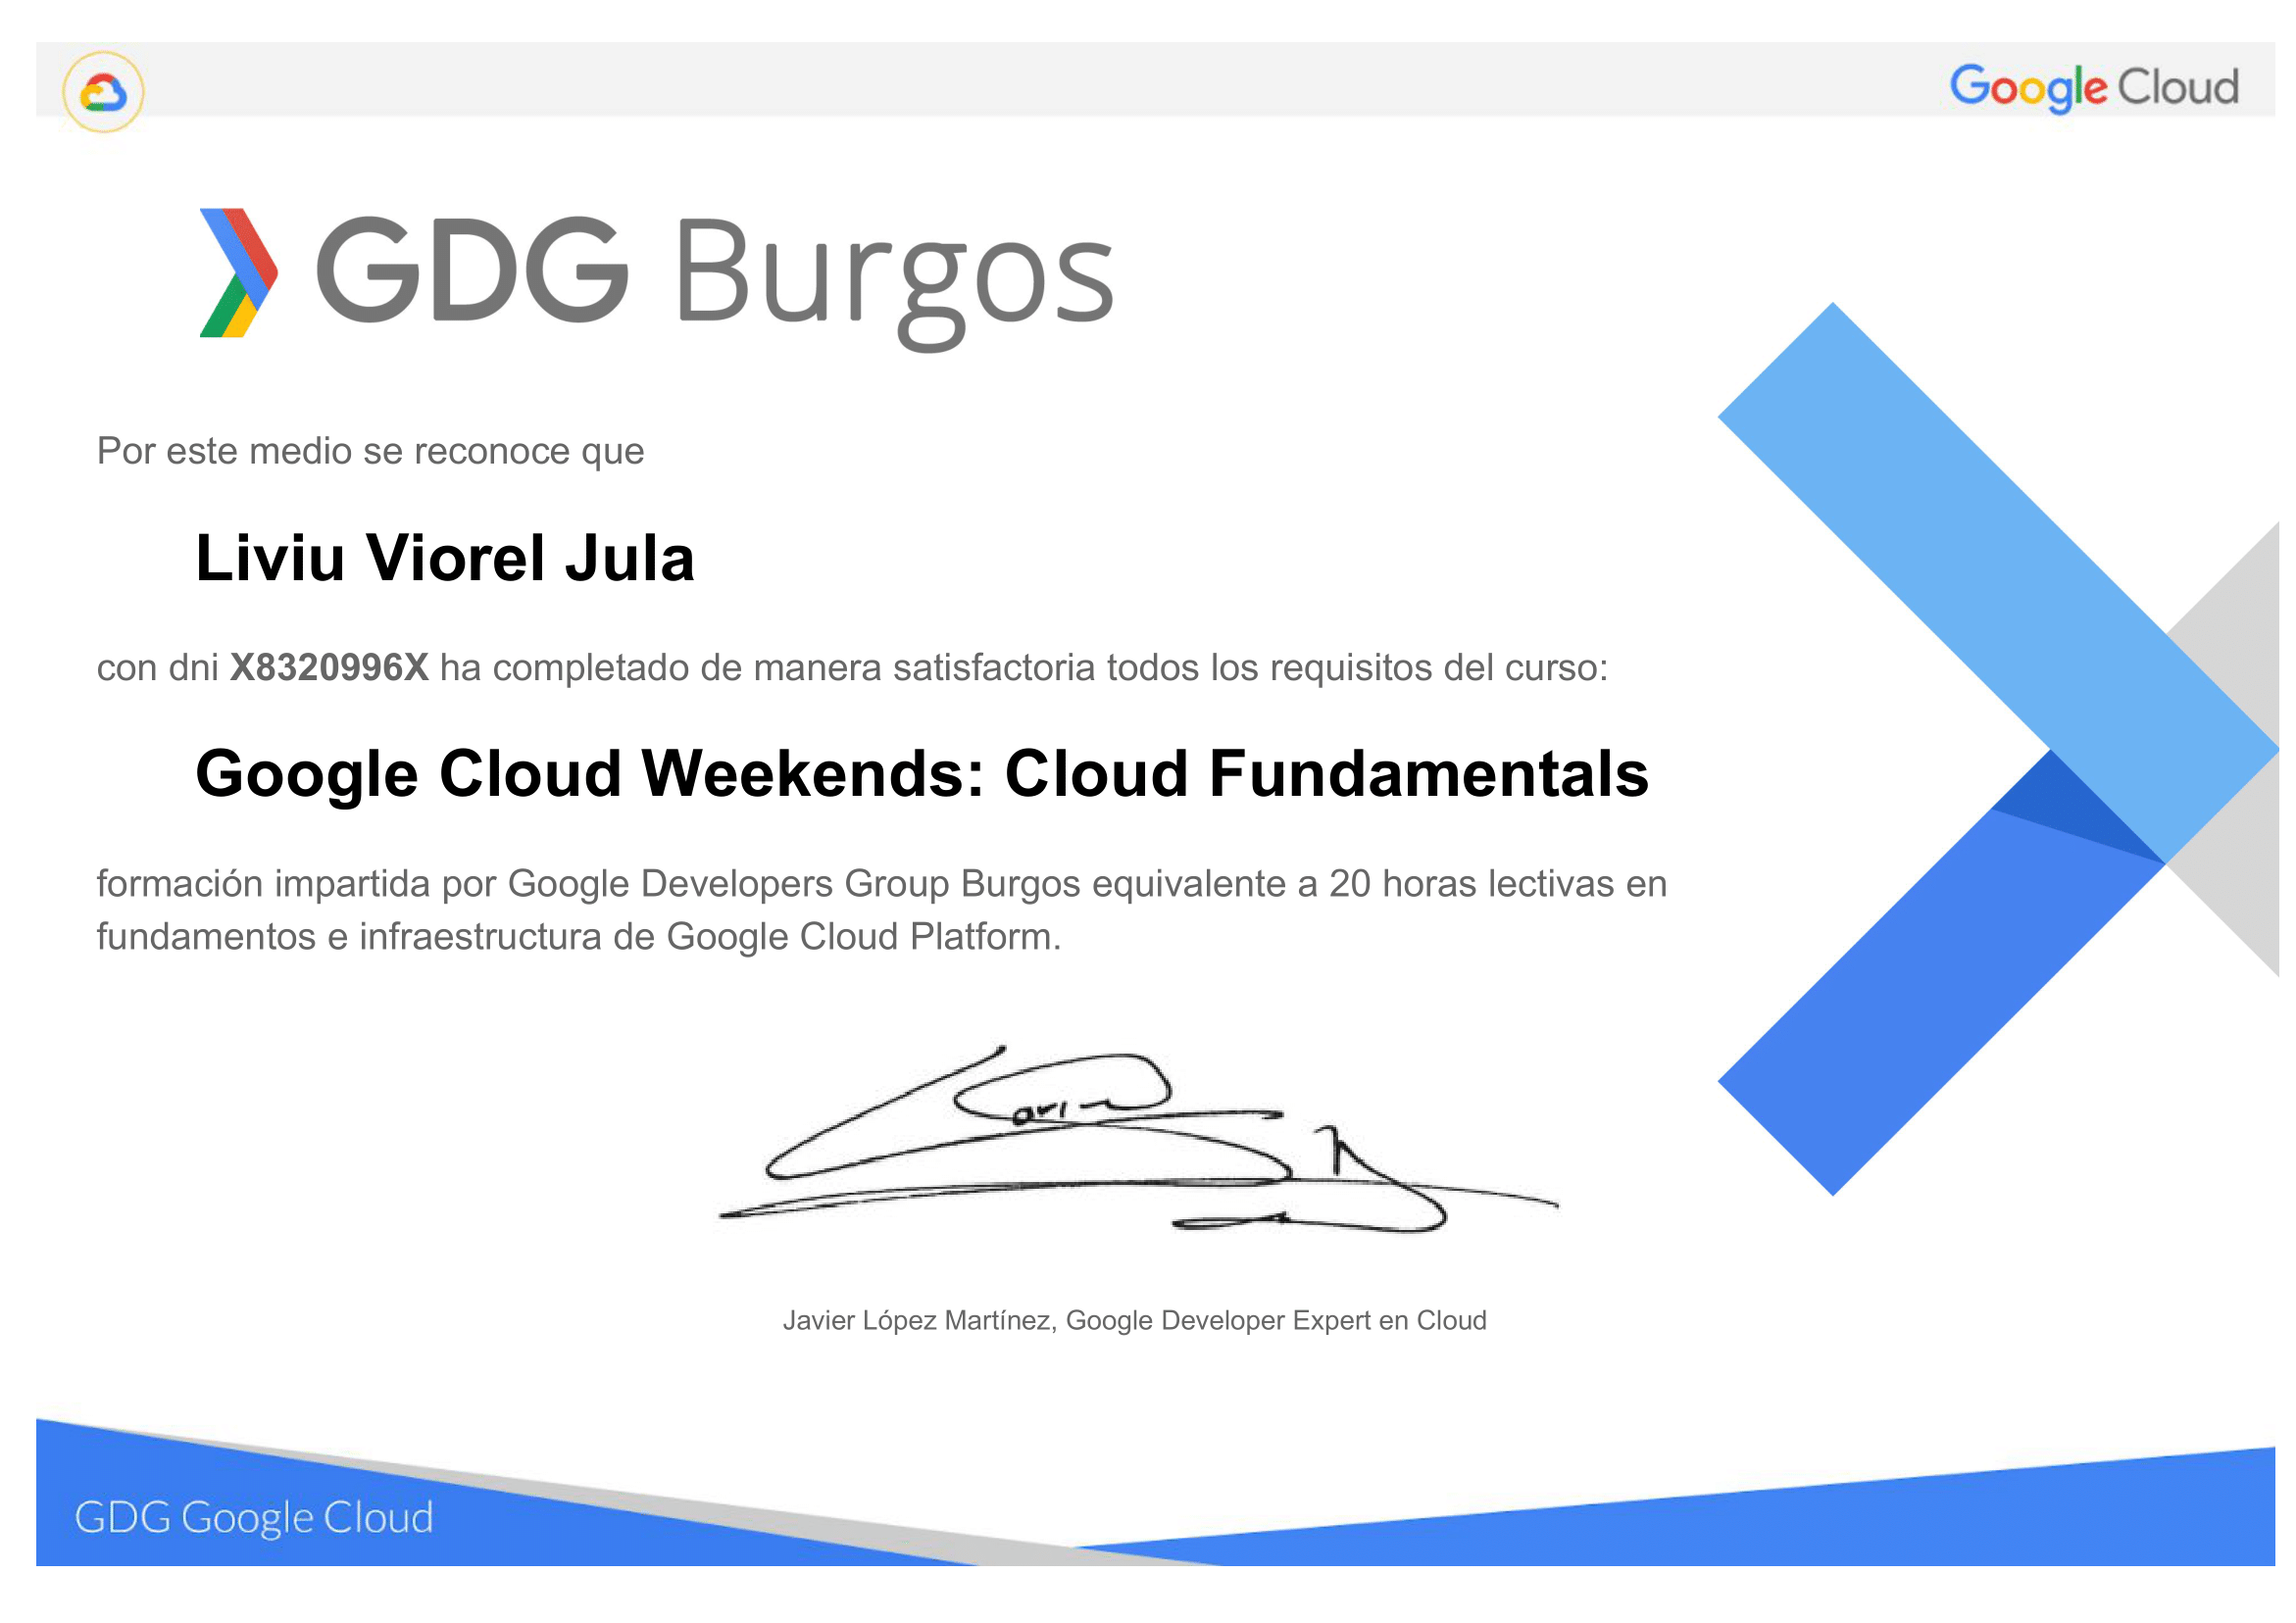 Google Cloud
GDG Burgos
Por este medio se reconoce que
Liviu Viorel Jula
con dni X8320996X ha completado de manera satisfactoria todos los requisitos del curso:
Google Cloud Weekends: Cloud Fundamentals
formación impartida por Google Developers Group Burgos equivalente a 20 horas lectivas en
fundamentos e infraestructura de Google Cloud Platform.
Javier López Martínez, Google Developer Expert en Cloud
GDG Google Cloud